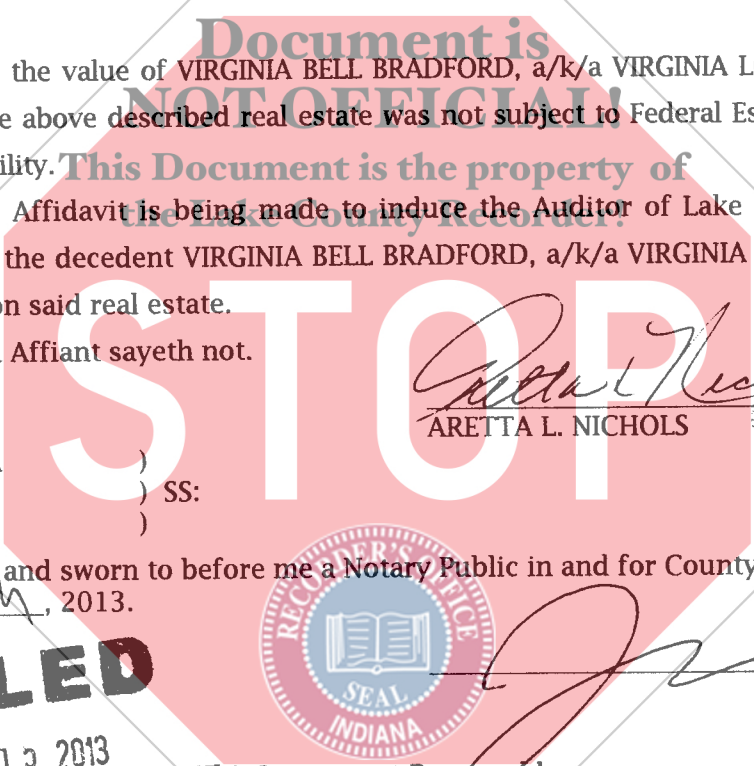 Document is
the value of VIRGINIA BELL BRADFORD, a/k/a VIRGINIA L
NOT OFFICIAL!
e above described real estate was not subject to Federal Es
This Document is the property of
ility.
the Lake County Recorder!
Affidavit is being made to induce the Auditor of Lake
the decedent VIRGINIA BELL BRADFORD, a/k/a VIRGINIA
on said real estate.
Affiant sayeth not.
STOP
Aretta L Nic
ARETTA L. NICHOLS
)
) SS:
)
and sworn to before me a Notary Public in and for County
, 2013.
RECORDER'S OFFICE
SEAL
INDIANA
LED
2013